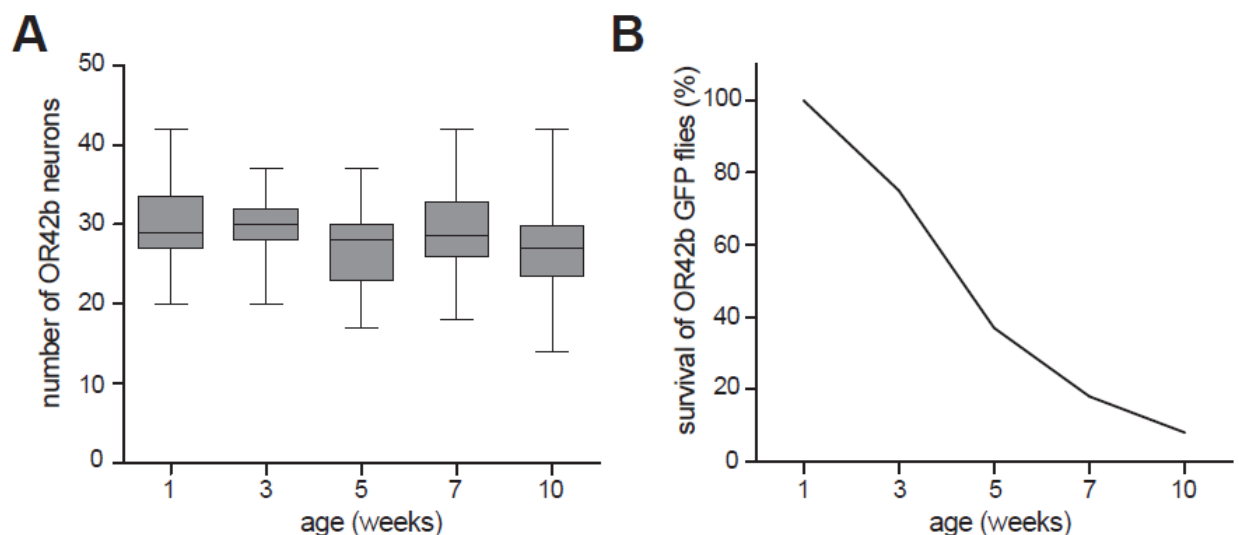 A
number of OR42b neurons
50
40
30
20
10
0
1 3 5 7 10
age (weeks)
B
survival of OR42b GFP flies (%)
100
80
60
40
20
0
1 3 5 7 10
age (weeks)